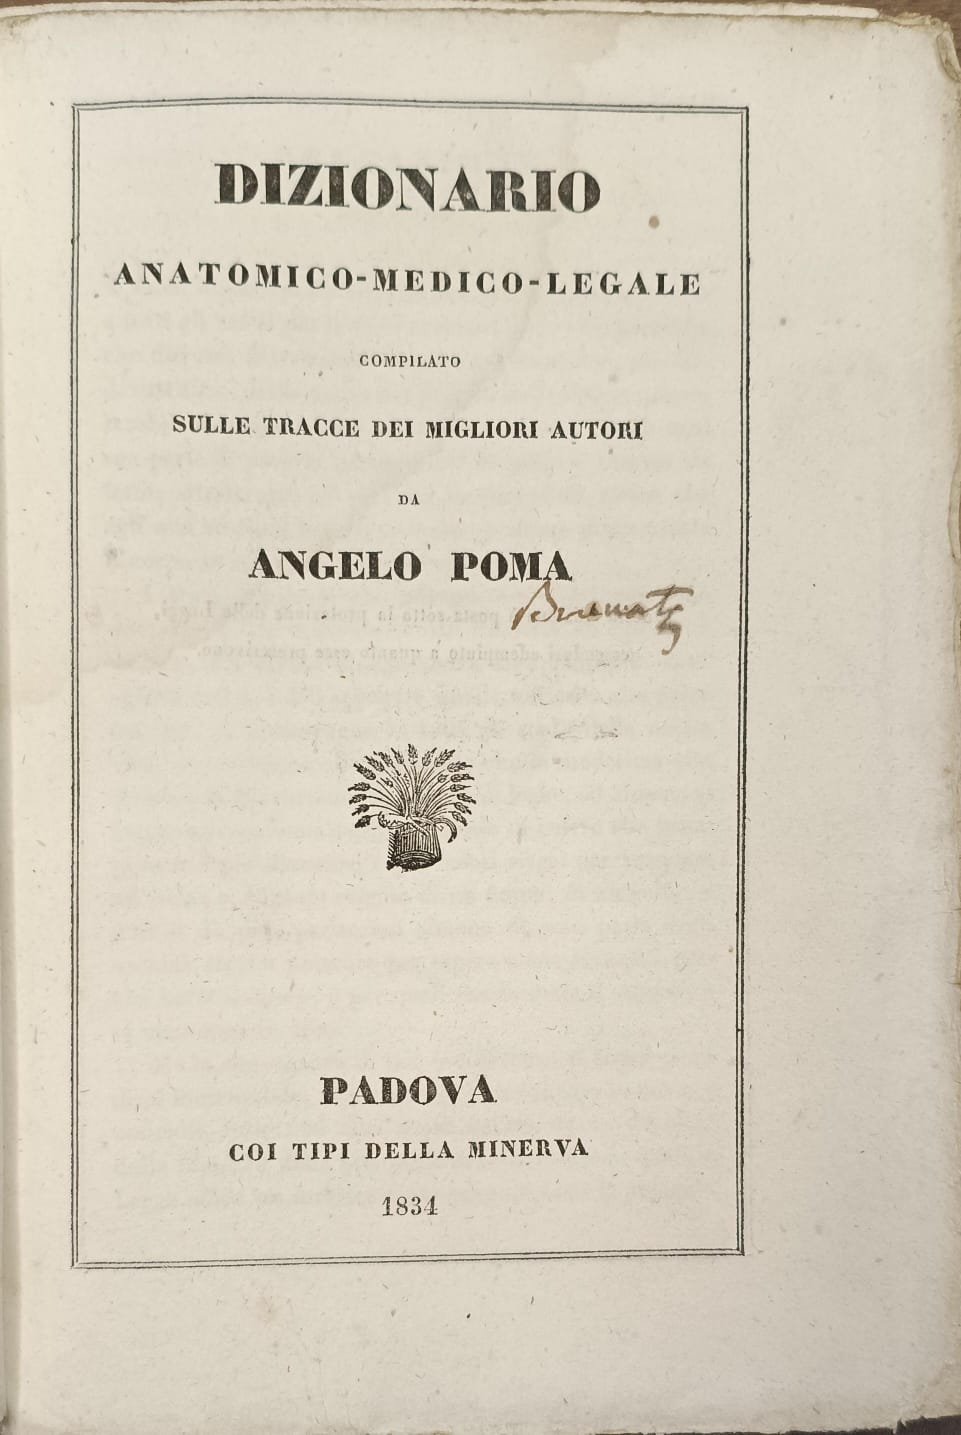 DIZIONARIO
ANATOMICO-MEDICO-LEGALE
COMPILATO
SULLE TRACCE DEI MIGLIORI AUTORI
DA
ANGELO POMA
PADOVA
COI TIPI DELLA MINERVA
1834